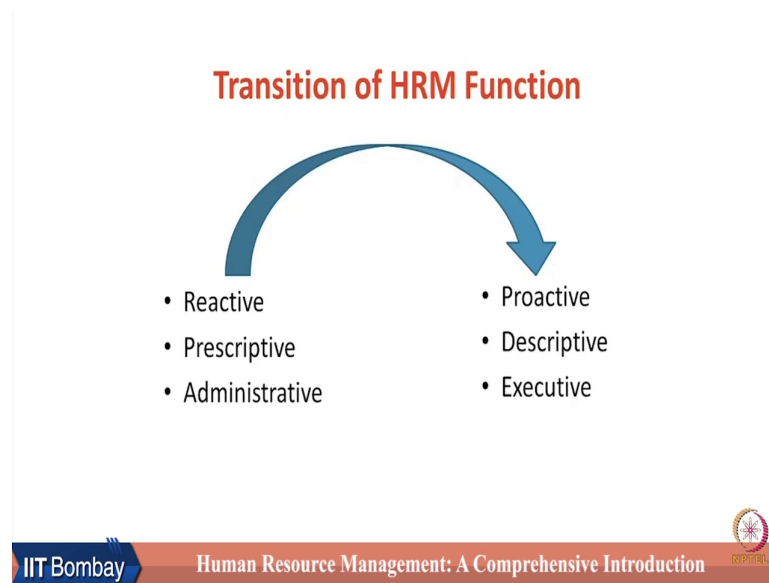 Transition of HRM Function
• Reactive
• Prescriptive
• Administrative
• Proactive
• Descriptive
• Executive
NPTEL
IIT Bombay
Human Resource Management: A Comprehensive Introduction